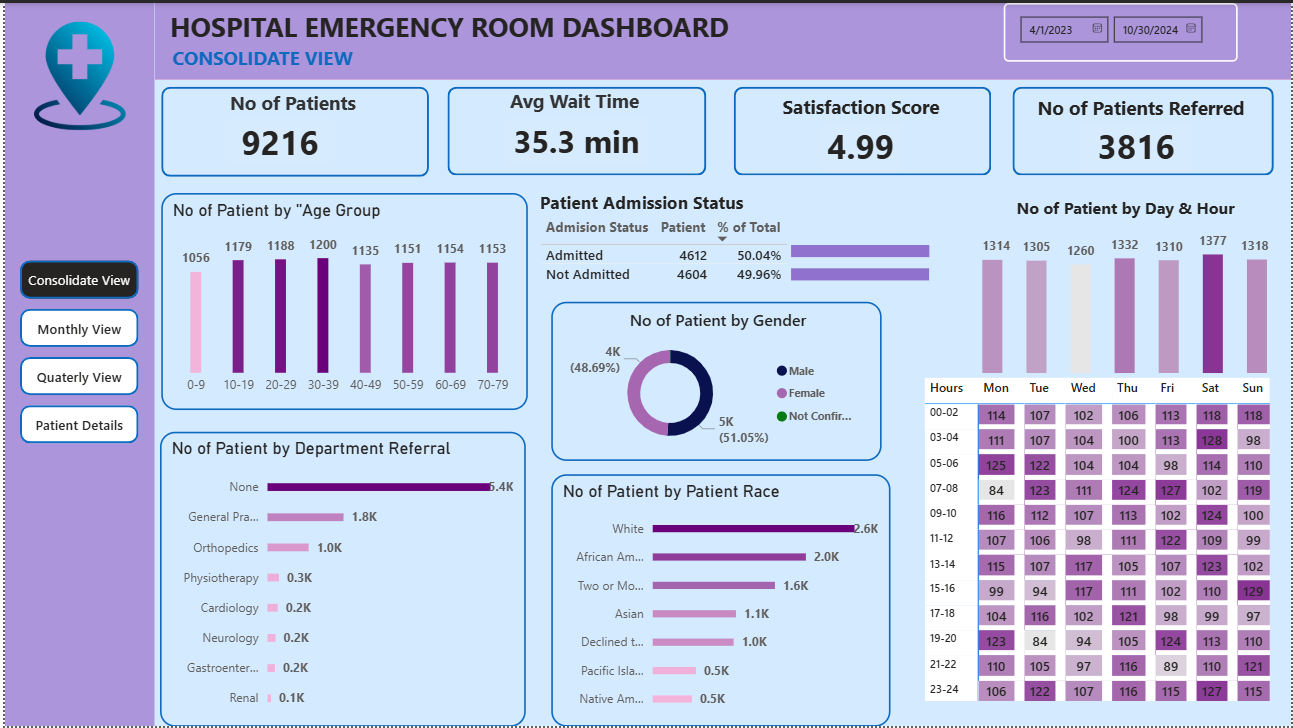 HOSPITAL EMERGENCY ROOM DASHBOARD
CONSOLIDATE VIEW
4/1/2023 10/30/2024
No of Patients
9216
Avg Wait Time
35.3 min
Satisfaction Score
4.99
No of Patients Referred
3816
Consolidate View
Monthly View
Quaterly View
Patient Details
No of Patient by "Age Group
1056 1179 1188 1200 1135 1151 1154 1153
0-9 10-19 20-29 30-39 40-49 50-59 60-69 70-79
Patient Admission Status
Admision Status Patient % of Total
Admitted 4612 50.04%
Not Admitted 4604 49.96%
No of Patient by Gender
4K
(48.69%)
5K
(51.05%)
Male
Female
Not Confir...
No of Patient by Department Referral
None 5.4K
General Pra... 1.8K
Orthopedics 1.0K
Physiotherapy 0.3K
Cardiology 0.2K
Neurology 0.2K
Gastroenter... 0.2K
Renal 0.1K
No of Patient by Patient Race
White 2.6K
African Am... 2.0K
Two or Mo... 1.6K
Asian 1.1K
Declined t... 1.0K
Pacific Isla... 0.5K
Native Am... 0.5K
No of Patient by Day & Hour
1314 1305 1260 1332 1310 1377 1318
Hours Mon Tue Wed Thu Fri Sat Sun
00-02 114 107 102 106 113 118 118
03-04 111 107 104 100 113 128 98
05-06 125 122 104 104 98 114 110
07-08 84 123 111 124 127 102 119
09-10 116 112 107 113 102 124 100
11-12 107 106 98 111 122 109 99
13-14 115 107 117 105 107 123 102
15-16 99 94 117 111 102 110 129
17-18 104 116 102 121 98 99 97
19-20 123 84 94 105 124 113 110
21-22 110 105 97 116 89 110 121
23-24 106 122 107 116 115 127 115